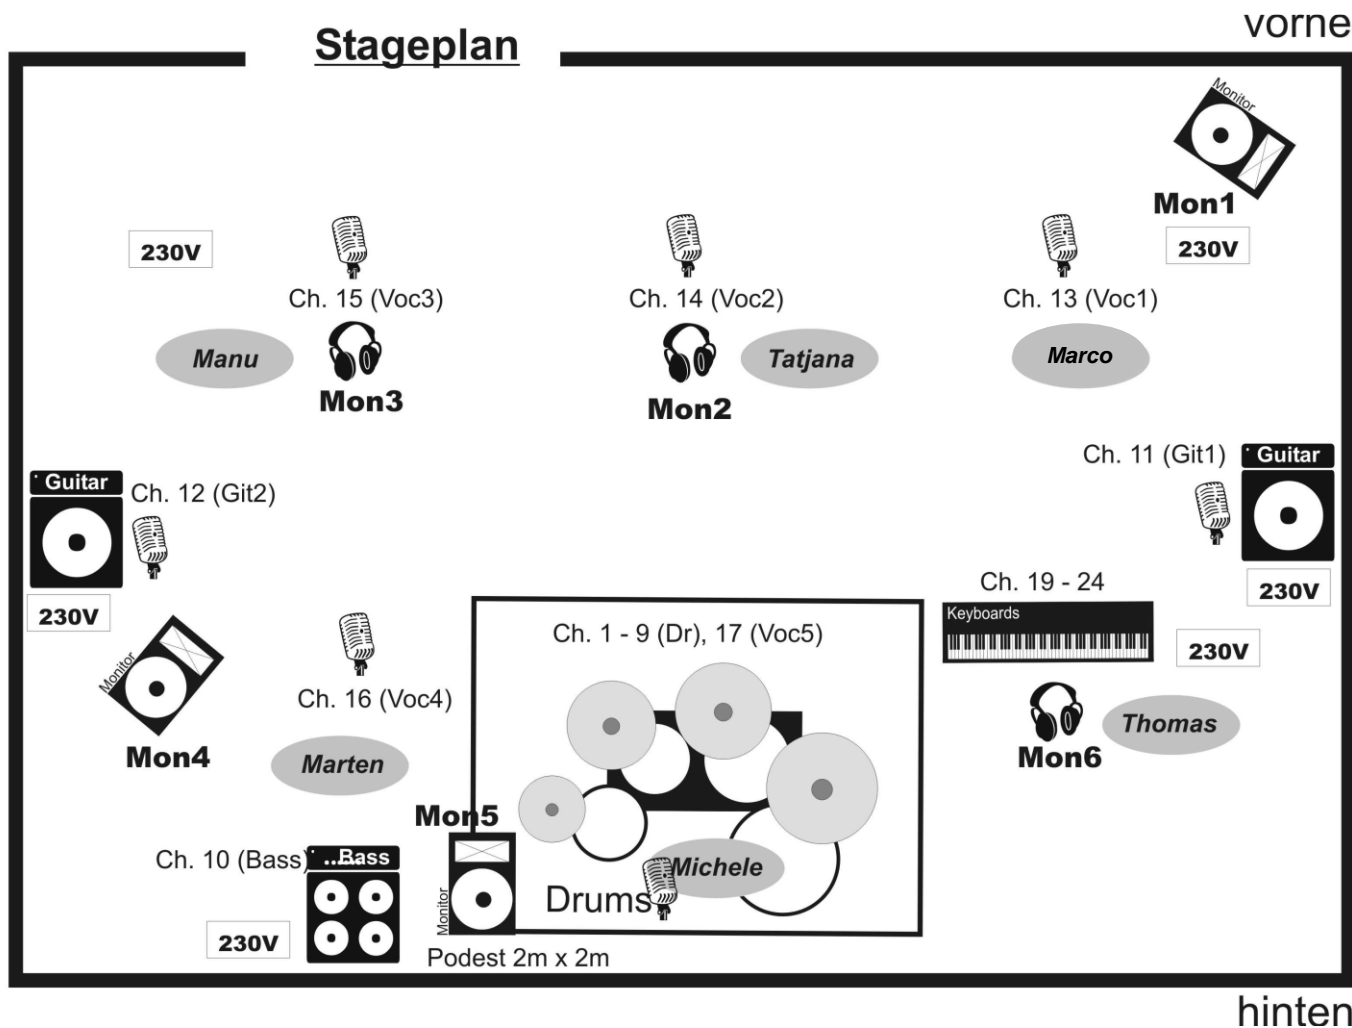 vorne
Stageplan
Monitor
Mon1
230V
230V
Ch. 15 (Voc3)
Ch. 14 (Voc2)
Ch. 13 (Voc1)
Manu
Tatjana
Marco
Mon3
Mon2
Guitar
Ch. 12 (Git2)
Ch. 11 (Git1)
Guitar
230V
230V
Ch. 19 - 24
Keyboards
230V
Ch. 1 - 9 (Dr), 17 (Voc5)
Monitor
Ch. 16 (Voc4)
Mon4
Marten
Thomas
Mon6
Mon5
Ch. 10 (Bass)
Bass
Michele
Monitor
Drums
230V
Podest 2m x 2m
hinten